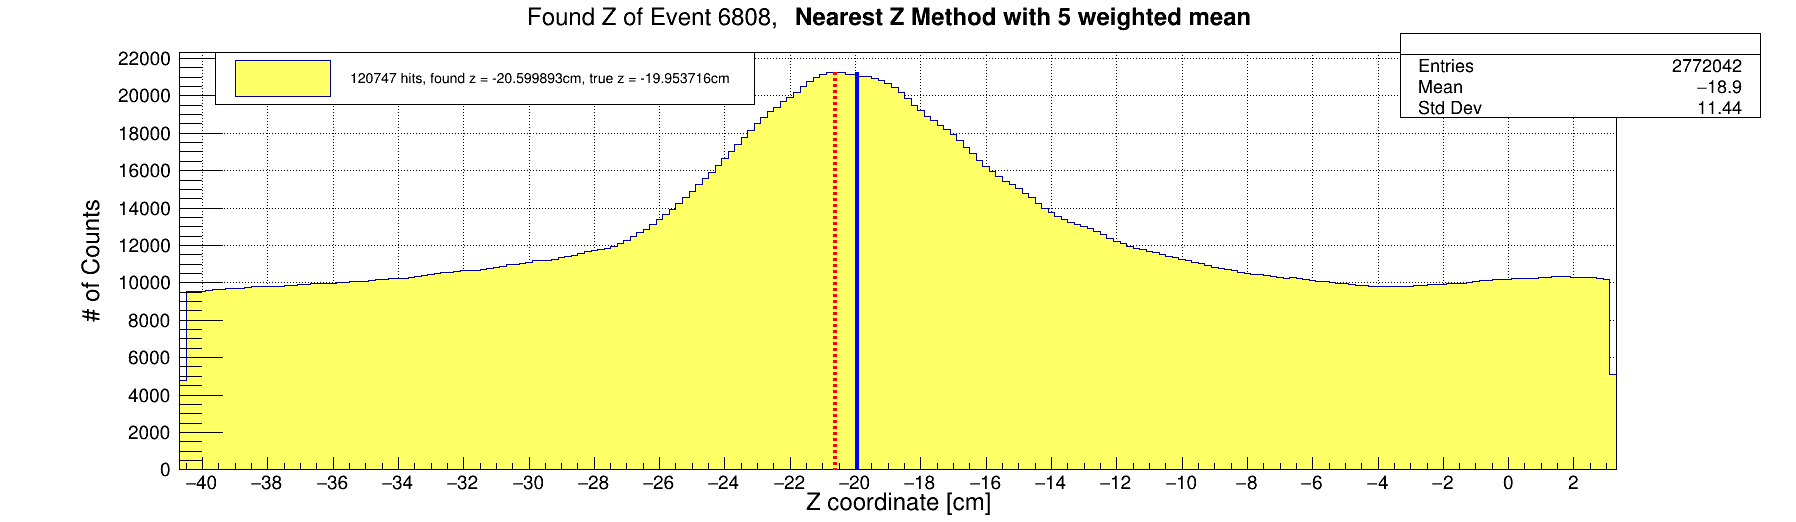 Found Z of Event 6808, Nearest Z Method with 5 weighted mean
120747 hits, found z = -20.599893cm, true z = -19.953716cm
Entries 2772042
Mean −18.9
Std Dev 11.44
# of Counts
22000
20000
18000
16000
14000
12000
10000
8000
6000
4000
2000
0
−40 −38 −36 −34 −32 −30 −28 −26 −24 −22 −20 −18 −16 −14 −12 −10 −8 −6 −4 −2 0 2
Z coordinate [cm]